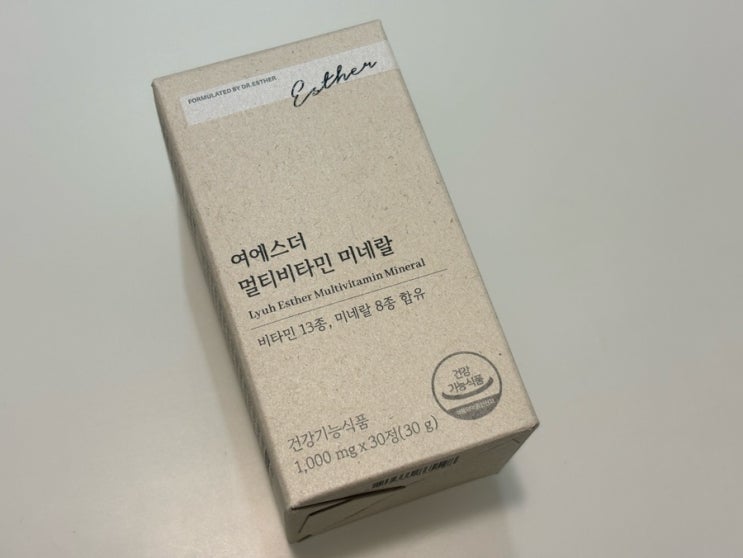 FORMULATED BY DR.ESTHER
Esther
여에스더
멀티비타민 미네랄
Lyuh Esther Multivitamin Mineral
비타민 13종, 미네랄 8종 함유
건강
기능식품
건강기능식품
1,000 mg x 30정(30 g)